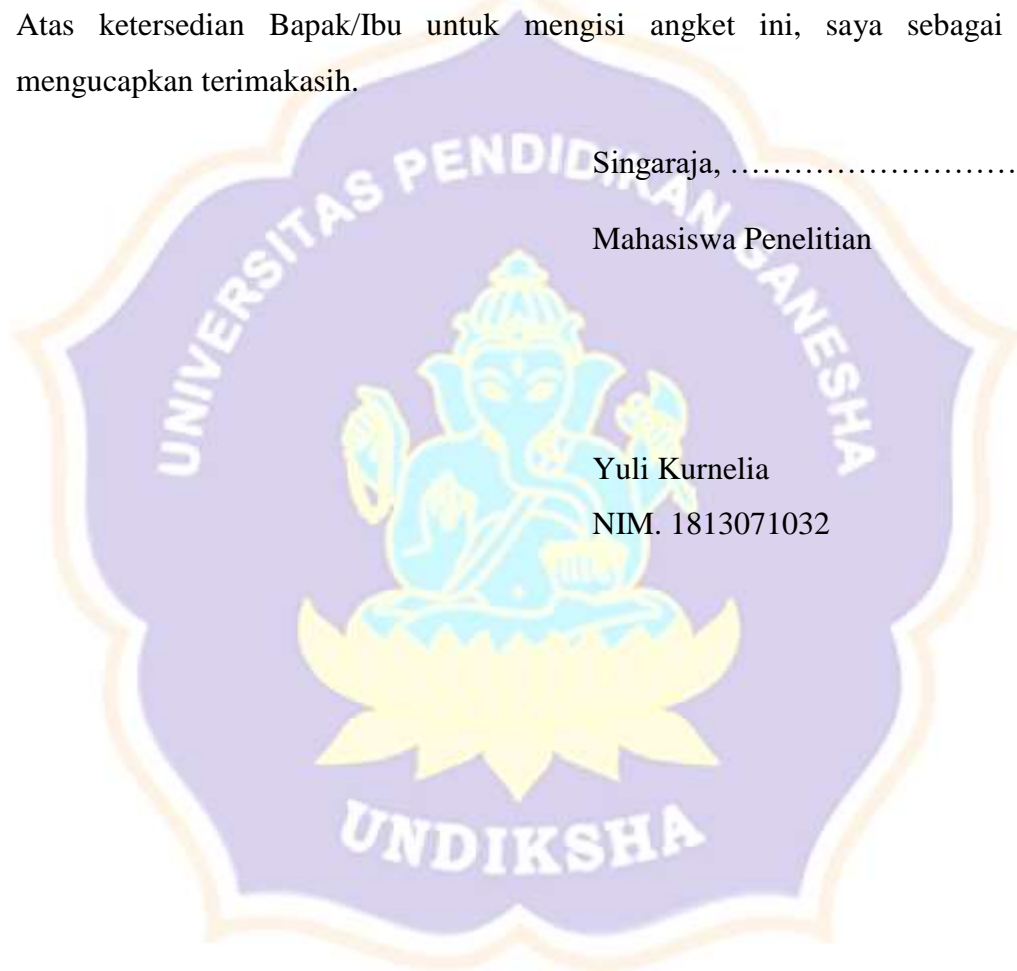 Atas ketersedian Bapak/Ibu untuk mengisi angket ini, saya sebagai
mengucapkan terimakasih.
Singaraja, ………………………
Mahasiswa Penelitian
Yuli Kurnelia
NIM. 1813071032
UNIVERSITAS PENDIDIKAN GANESHA
UNDIKSHA